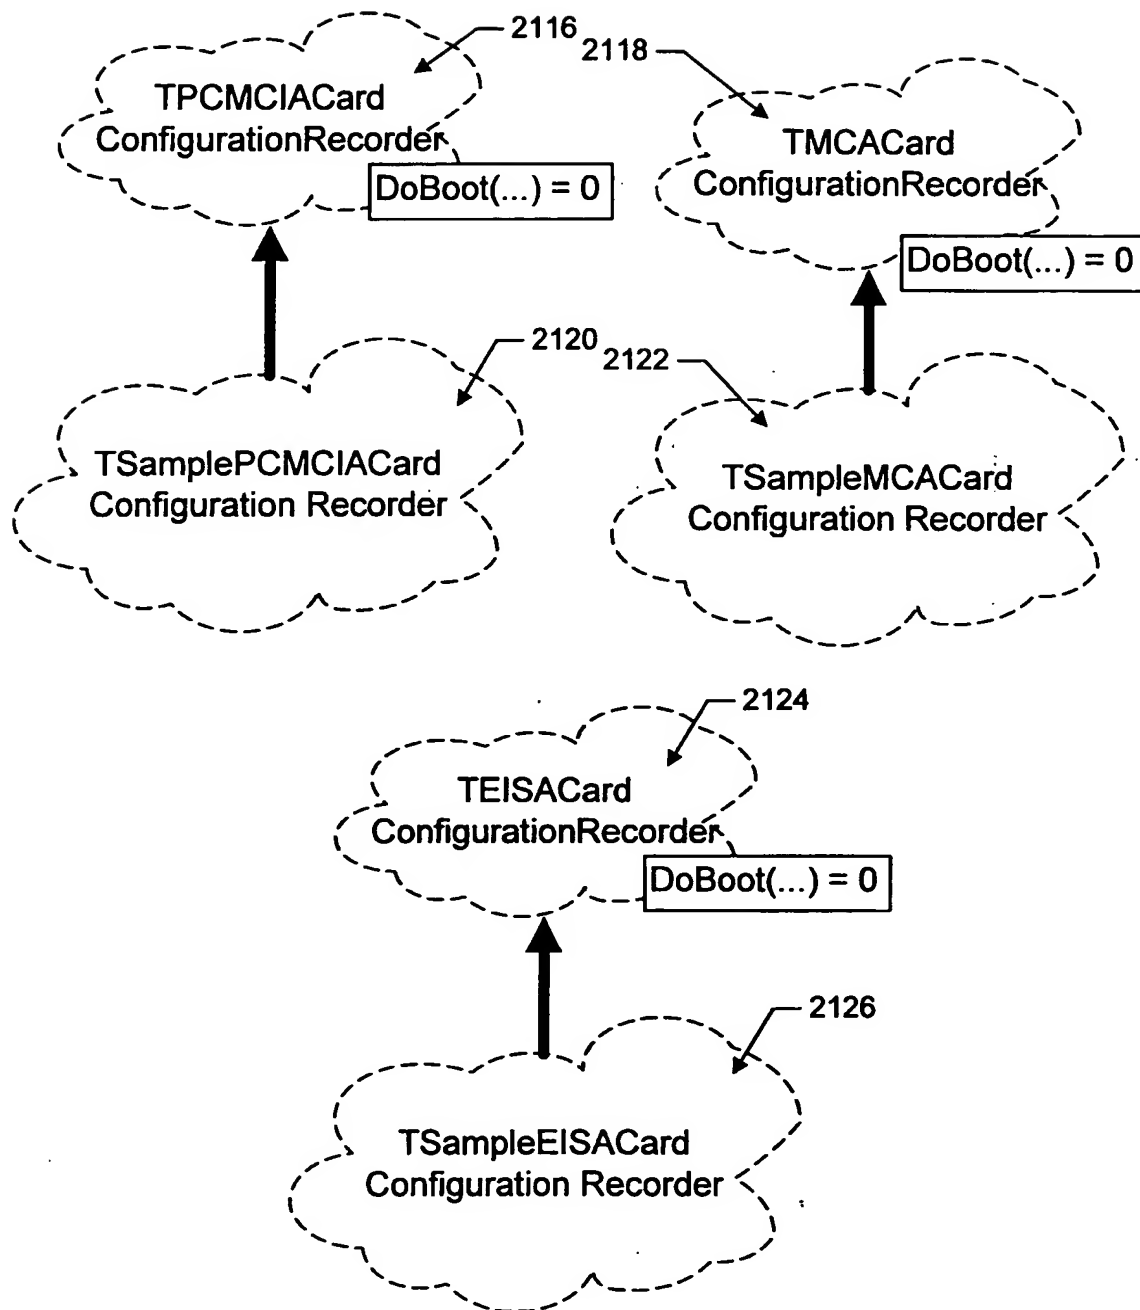 2116
2118
TPCMCIACard
ConfigurationRecorder
DoBoot(...) = 0
TMCACard
ConfigurationRecorder
DoBoot(...) = 0
2120
2122
TSamplePCMCIACard
Configuration Recorder
TSampleMCACard
Configuration Recorder
2124
TEISACard
ConfigurationRecorder
DoBoot(...) = 0
2126
TSampleEISACard
Configuration Recorder